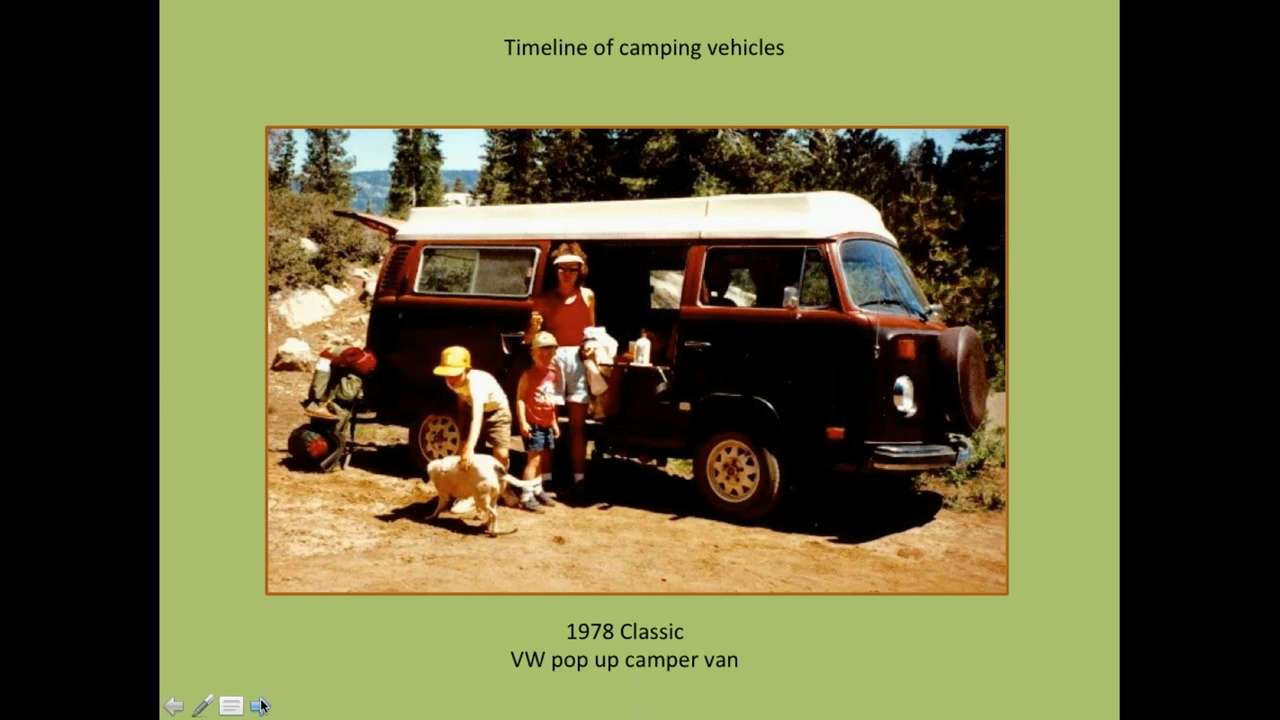 Timeline of camping vehicles
1978 Classic
VW pop up camper van